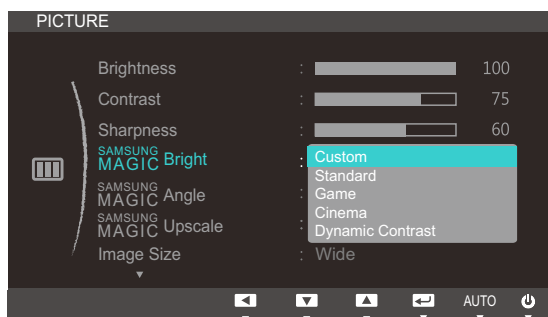 PICTURE
Brightness : 100
Contrast : 75
Sharpness : 60
SAMSUNG MAGIC Bright : Custom
Standard
SAMSUNG MAGIC Angle : Game
Cinema
SAMSUNG MAGIC Upscale : Dynamic Contrast
Image Size : Wide
AUTO